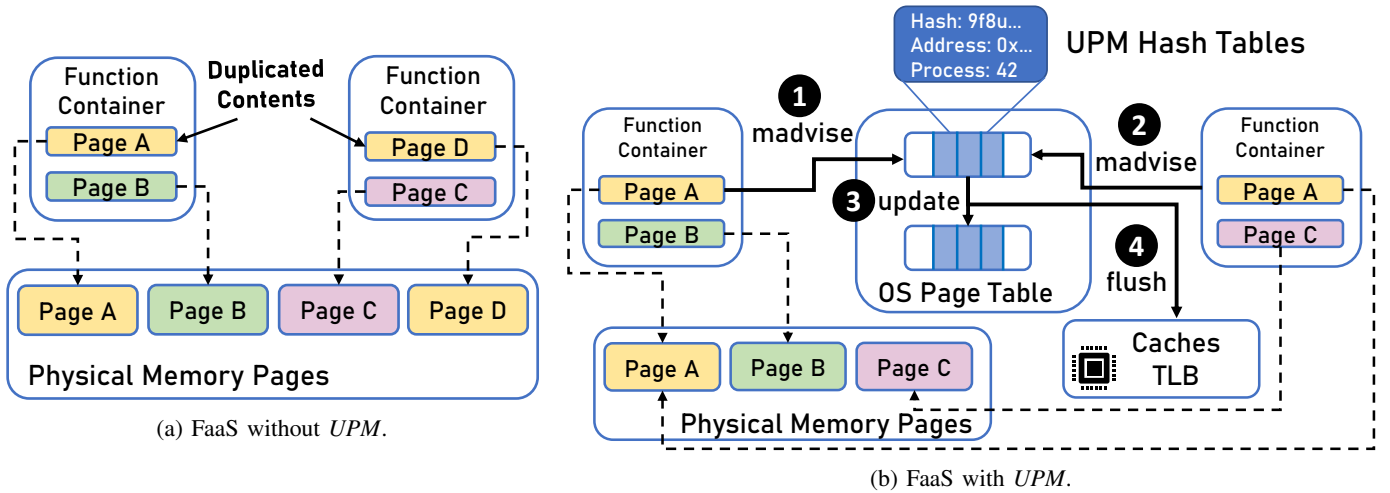 Function
Container
Page A
Page B
Duplicated
Contents
Function
Container
Page D
Page C
Page A
Page B
Page C
Page D
Physical Memory Pages
(a) FaaS without UPM.
Hash: 9f8u...
Address: 0x...
Process: 42
UPM Hash Tables
1
madvise
2
madvise
Function
Container
Page A
Page B
3 update
OS Page Table
4
flush
Function
Container
Page A
Page C
Caches
TLB
Page A
Page B
Page C
Physical Memory Pages
(b) FaaS with UPM.